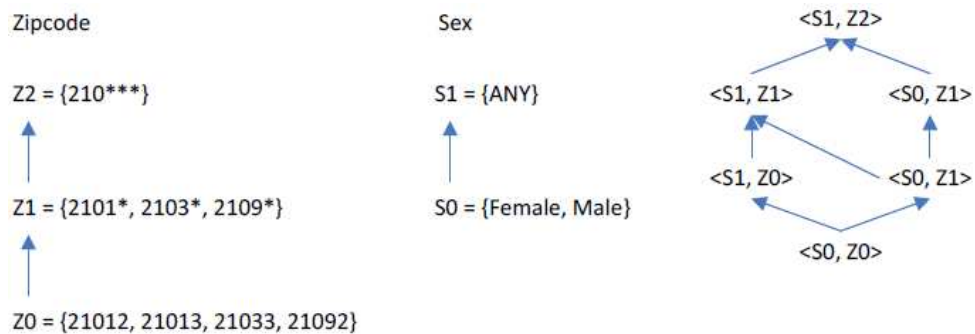 Zipcode
Sex
<S1, Z2>
Z2 = {210***}
S1 = {ANY}
<S1, Z1>
<S0, Z1>
<S1, Z0>
<S0, Z1>
Z1 = {2101*, 2103*, 2109*}
S0 = {Female, Male}
<S0, Z0>
Z0 = {21012, 21013, 21033, 21092}